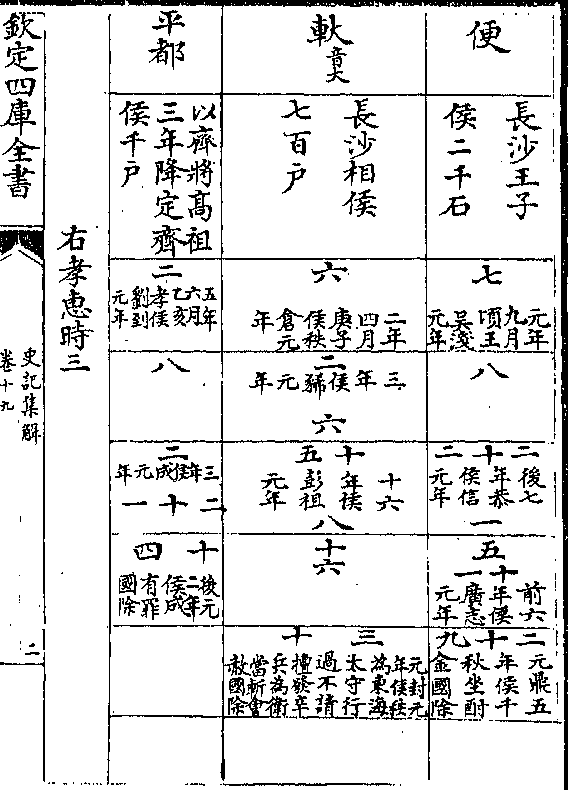 便
長沙王子
侯二千石
七
元年
九月
頃王
吳淺
元年
八
二十二
後七
年恭
侯信
元年
一
五
十一
前六
年侯
廣志
元年
二十九
元鼎五
年侯千
秋坐酎
金國除
軑音大
長沙相侯
七百戶
六
二年
四月
庚子
侯秩
倉元
年
二
三年侯豨元年
六
十五
十六
年侯
彭祖
元年
八
十六
三十
元封元
年侯秩
為東海
太守行
過不請
擅發卒
兵為衛
當斬會
赦國除
平都
以齊將高祖
三年降定齊
侯千戶
二
五年
六月
乙亥
孝侯
劉到
元年
八
二
三年侯成元年
二十一
十四
後元
二年
侯成
有罪
國除
右孝惠時三
欽定四庫全書
史記集解
卷十九
二